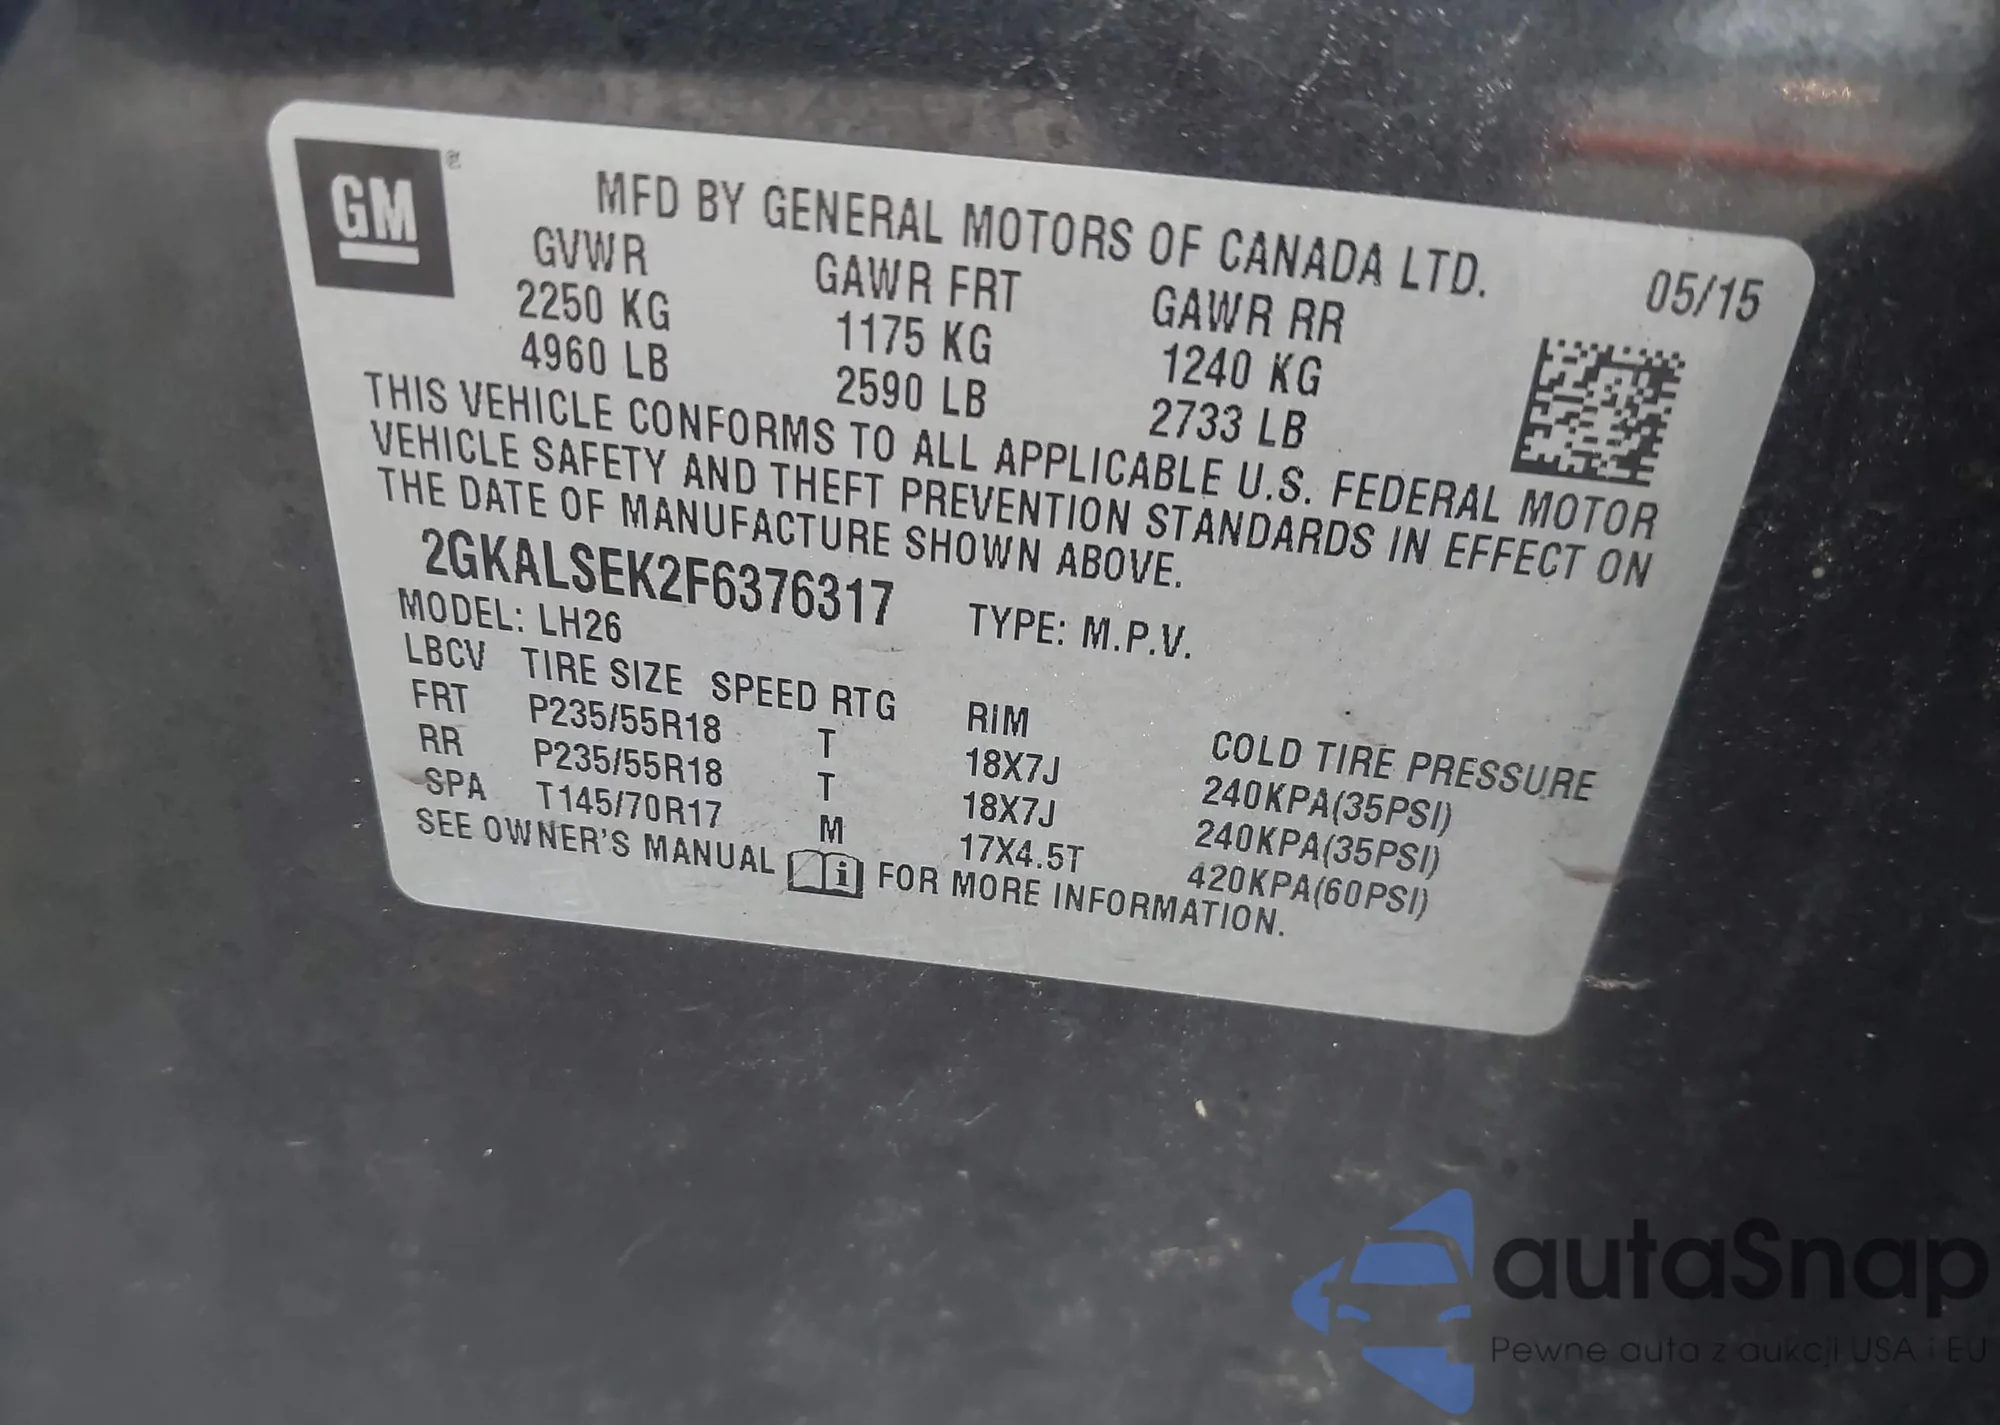 GM
MFD BY GENERAL MOTORS OF CANADA LTD. 05/15
GVWR GAWR FRT GAWR RR
2250 KG 1175 KG 1240 KG
4960 LB 2590 LB 2733 LB
THIS VEHICLE CONFORMS TO ALL APPLICABLE U.S. FEDERAL MOTOR
VEHICLE SAFETY AND THEFT PREVENTION STANDARDS IN EFFECT ON
THE DATE OF MANUFACTURE SHOWN ABOVE.
2GKALSEK2F6376317 TYPE: M.P.V.
MODEL: LH26
LBCV TIRE SIZE SPEED RTG RIM COLD TIRE PRESSURE
FRT P235/55R18 T 18X7J 240KPA(35PSI)
RR P235/55R18 T 18X7J 240KPA(35PSI)
SPA T145/70R17 M 17X4.5T 420KPA(60PSI)
SEE OWNER'S MANUAL i FOR MORE INFORMATION.
autaSnap
Pewne auta z aukcji USA i EU